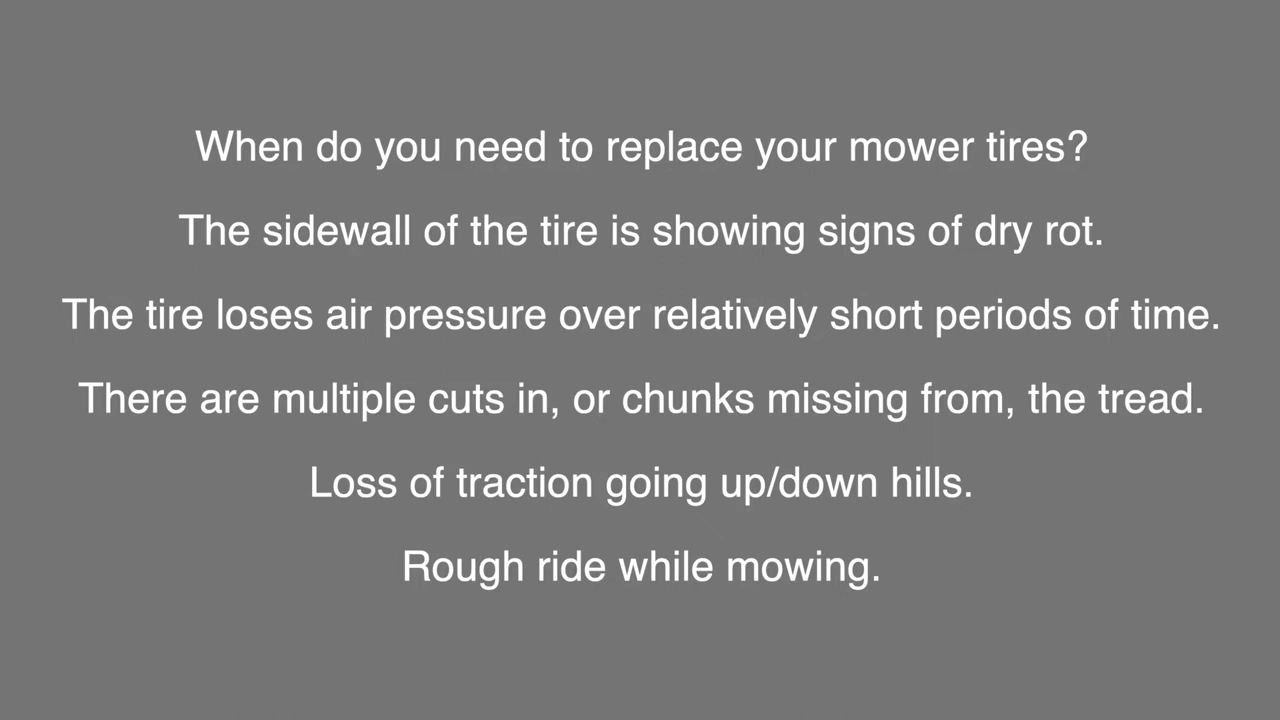 When do you need to replace your mower tires?
The sidewall of the tire is showing signs of dry rot.
The tire loses air pressure over relatively short periods of time.
There are multiple cuts in, or chunks missing from, the tread.
Loss of traction going up/down hills.
Rough ride while mowing.